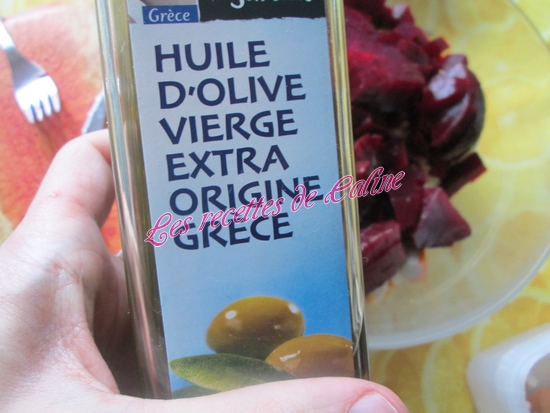 Grèce
HUILE
D'OLIVE
VIERGE
EXTRA
ORIGINE
GRÈCE
Les recettes de Caline